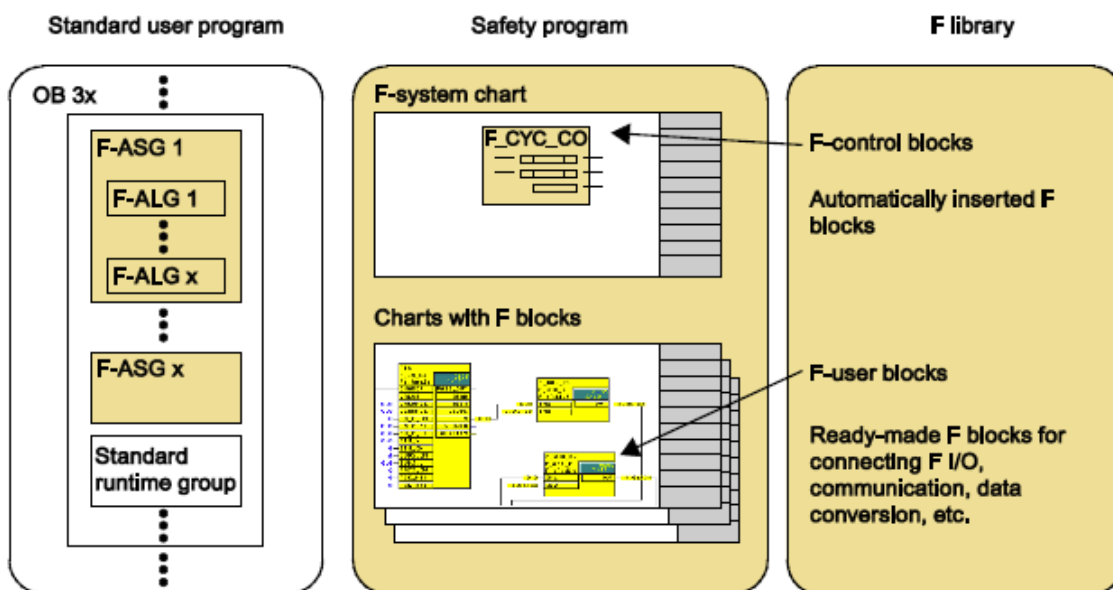 Standard user program
Safety program
F library
OB 3x
F-ASG 1
F-ALG 1
F-ALG x
F-ASG x
Standard
runtime group
F-system chart
F_CYC_CO
Charts with F blocks
F-control blocks
Automatically inserted F
blocks
F-user blocks
Ready-made F blocks for
connecting F I/O,
communication, data
conversion, etc.